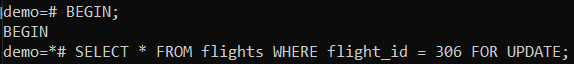 demo=# BEGIN;
BEGIN
demo=*# SELECT * FROM flights WHERE flight_id = 306 FOR UPDATE;